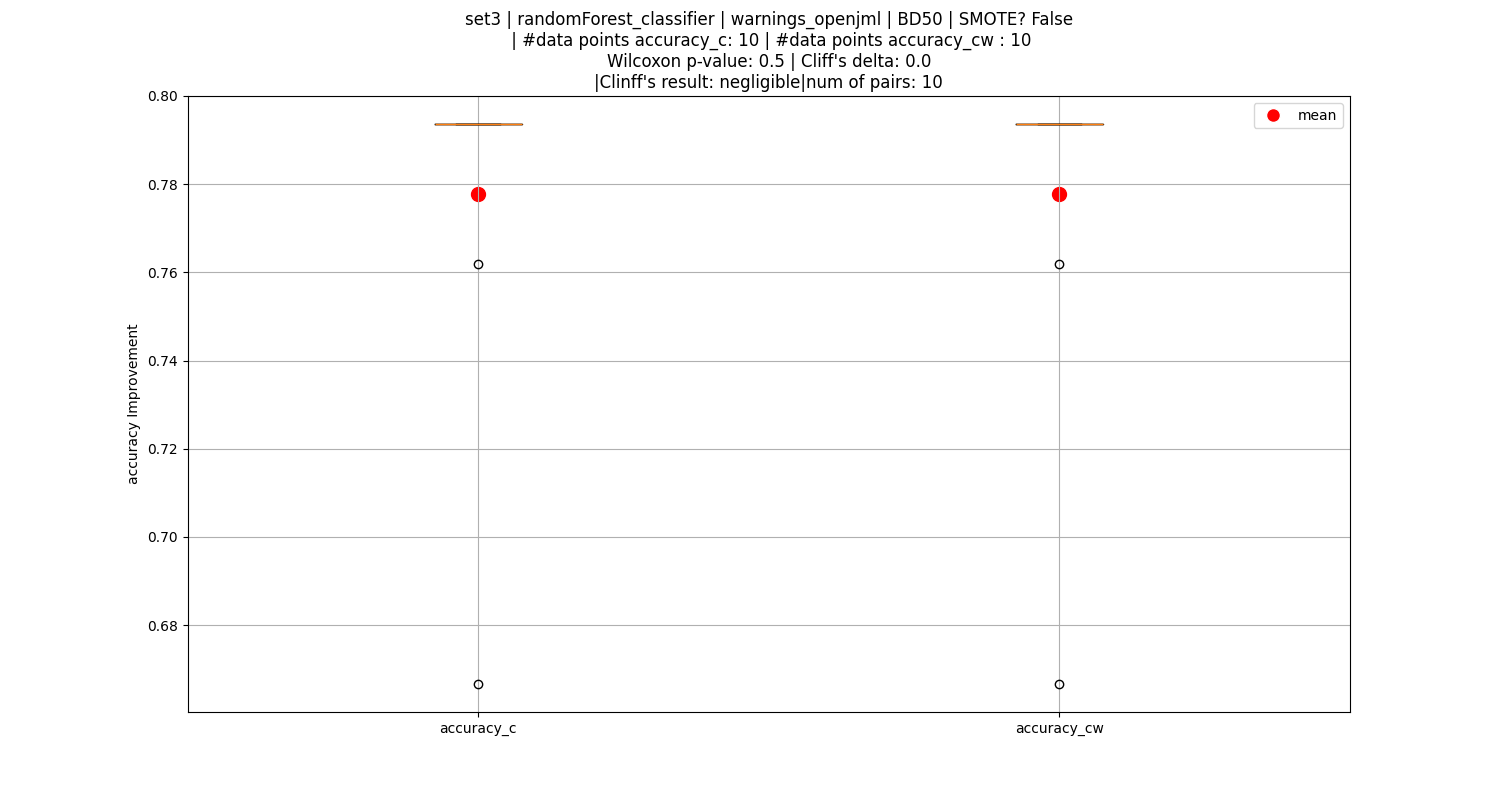 set3 | randomForest_classifier | warnings_openjml | BD50 | SMOTE? False
| #data points accuracy_c: 10 | #data points accuracy_cw : 10
Wilcoxon p-value: 0.5 | Cliff's delta: 0.0
|Clinff's result: negligible|num of pairs: 10
mean
accuracy Improvement
0.80
0.78
0.76
0.74
0.72
0.70
0.68
accuracy_c
accuracy_cw